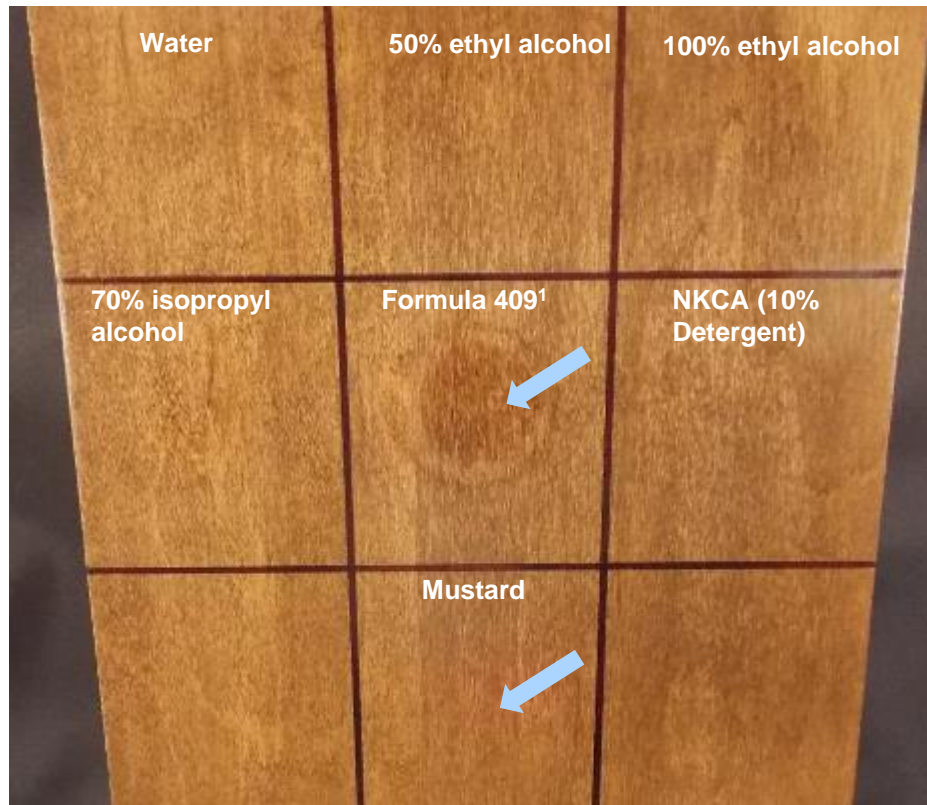 Water
50% ethyl alcohol
100% ethyl alcohol
70% isopropyl
alcohol
Formula 409¹
NKCA (10%
Detergent)
Mustard